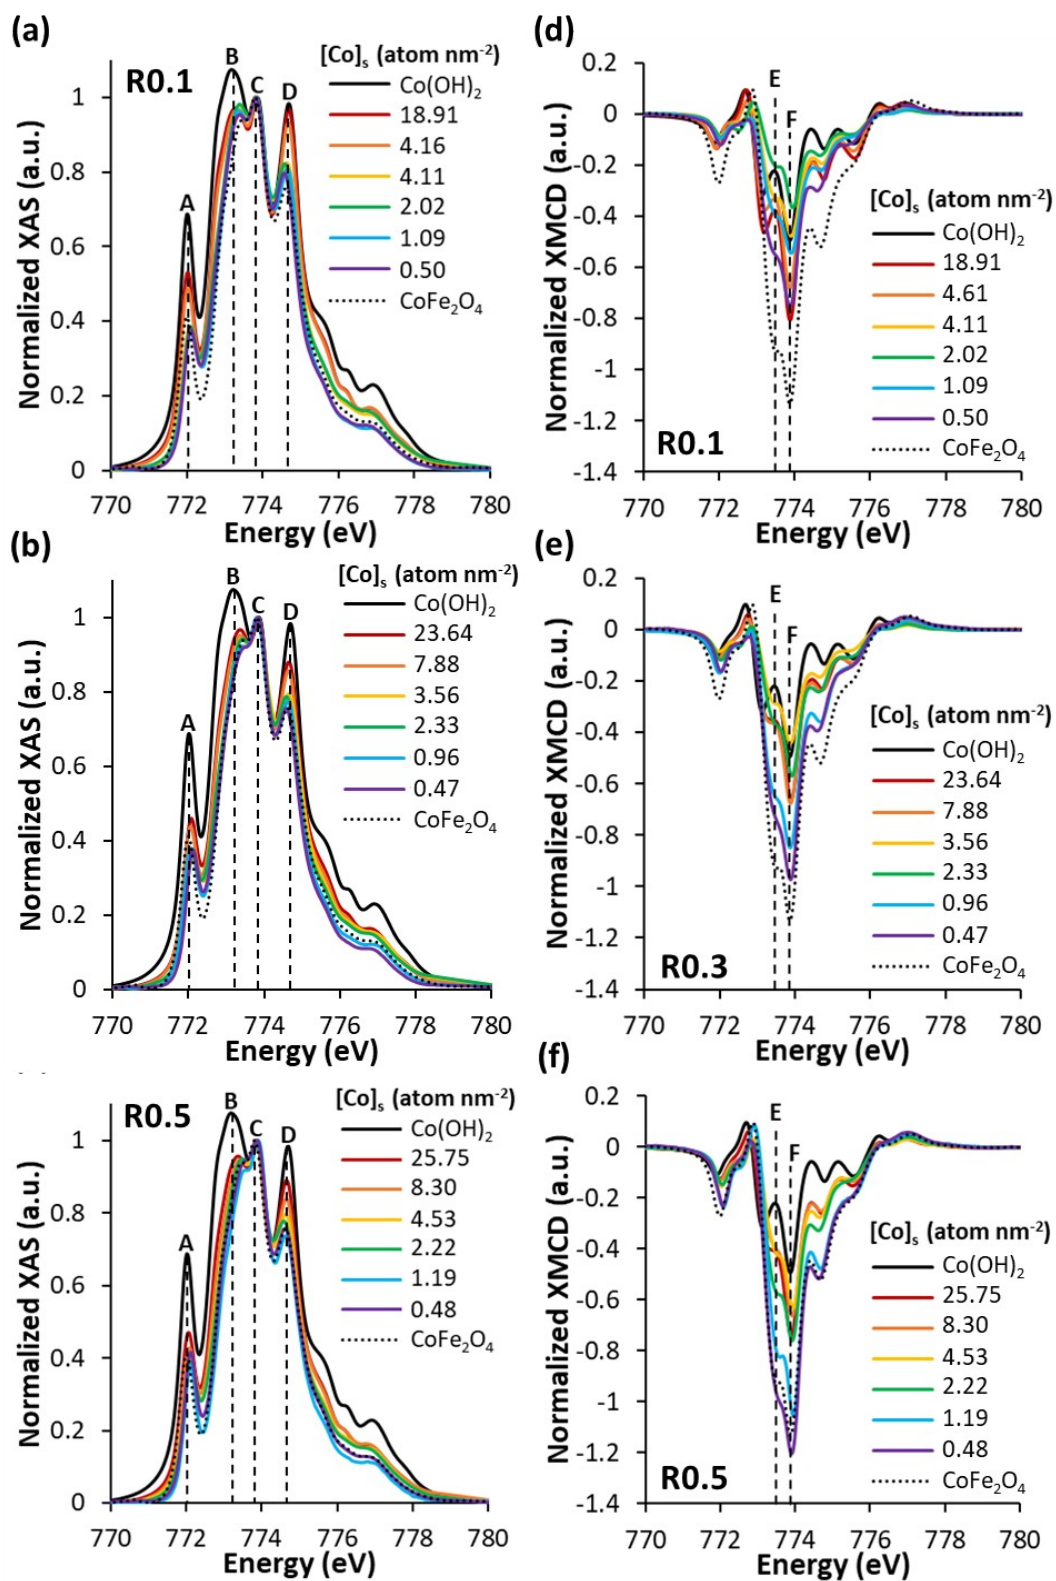 (a)
R0.1
Normalized XAS (a.u.)
1
0.8
0.6
0.4
0.2
0
770 772 774 776 778 780
Energy (eV)
A B C D
[Co]s (atom nm-2)
Co(OH)2
18.91
4.16
4.11
2.02
1.09
0.50
CoFe2O4
(d)
Normalized XMCD (a.u.)
0.2
0
-0.2
-0.4
-0.6
-0.8
-1
-1.2
-1.4
E F
[Co]s (atom nm-2)
Co(OH)2
18.91
4.61
4.11
2.02
1.09
0.50
CoFe2O4
R0.1
770 772 774 776 778 780
Energy (eV)
(b)
Normalized XAS (a.u.)
1
0.8
0.6
0.4
0.2
0
770 772 774 776 778 780
Energy (eV)
A B C D
[Co]s (atom nm-2)
Co(OH)2
23.64
7.88
3.56
2.33
0.96
0.47
CoFe2O4
(e)
Normalized XMCD (a.u.)
0.2
0
-0.2
-0.4
-0.6
-0.8
-1
-1.2
-1.4
E F
[Co]s (atom nm-2)
Co(OH)2
23.64
7.88
3.56
2.33
0.96
0.47
CoFe2O4
R0.3
770 772 774 776 778 780
Energy (eV)
R0.5
Normalized XAS (a.u.)
1
0.8
0.6
0.4
0.2
0
770 772 774 776 778 780
Energy (eV)
A B C D
[Co]s (atom nm-2)
Co(OH)2
25.75
8.30
4.53
2.22
1.19
0.48
CoFe2O4
(f)
Normalized XMCD (a.u.)
0.2
0
-0.2
-0.4
-0.6
-0.8
-1
-1.2
-1.4
E F
[Co]s (atom nm-2)
Co(OH)2
25.75
8.30
4.53
2.22
1.19
0.48
CoFe2O4
R0.5
770 772 774 776 778 780
Energy (eV)